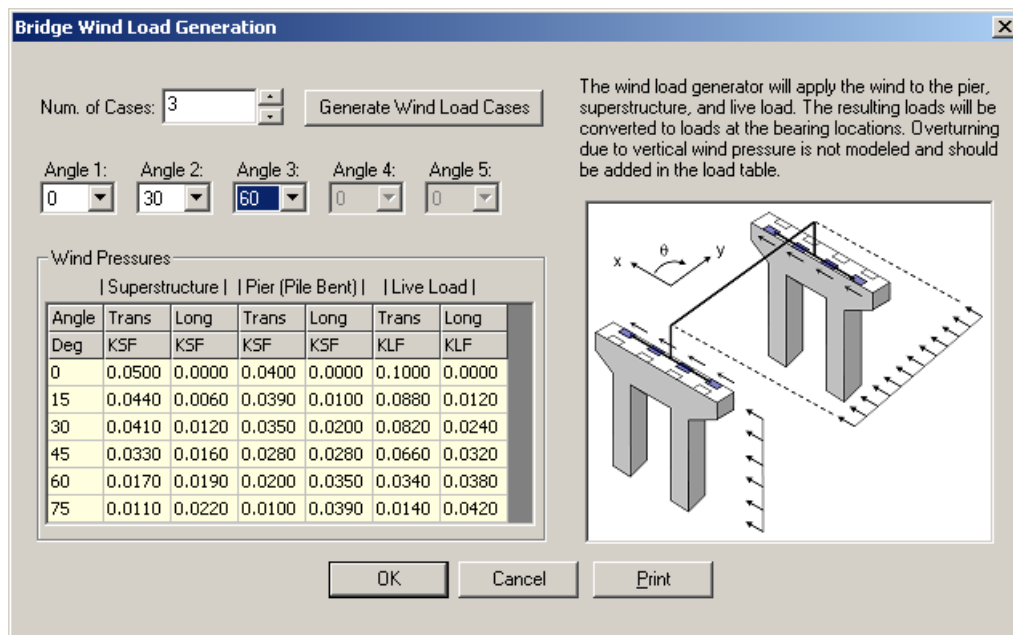 Bridge Wind Load Generation
Num. of Cases: 3 Generate Wind Load Cases
Angle 1: Angle 2: Angle 3: Angle 4: Angle 5:
0 30 60 0 0
The wind load generator will apply the wind to the pier,
superstructure, and live load. The resulting loads will be
converted to loads at the bearing locations. Overturning
due to vertical wind pressure is not modeled and should
be added in the load table.
Wind Pressures
| Superstructure | | Pier (Pile Bent) | | Live Load |
Angle Trans Long Trans Long Trans Long
Deg KSF KSF KSF KSF KLF KLF
0 0.0500 0.0000 0.0400 0.0000 0.1000 0.0000
15 0.0440 0.0060 0.0390 0.0100 0.0880 0.0120
30 0.0410 0.0120 0.0350 0.0200 0.0820 0.0240
45 0.0330 0.0160 0.0280 0.0280 0.0660 0.0320
60 0.0170 0.0190 0.0200 0.0350 0.0340 0.0380
75 0.0110 0.0220 0.0100 0.0390 0.0140 0.0420
x θ y
OK Cancel Print